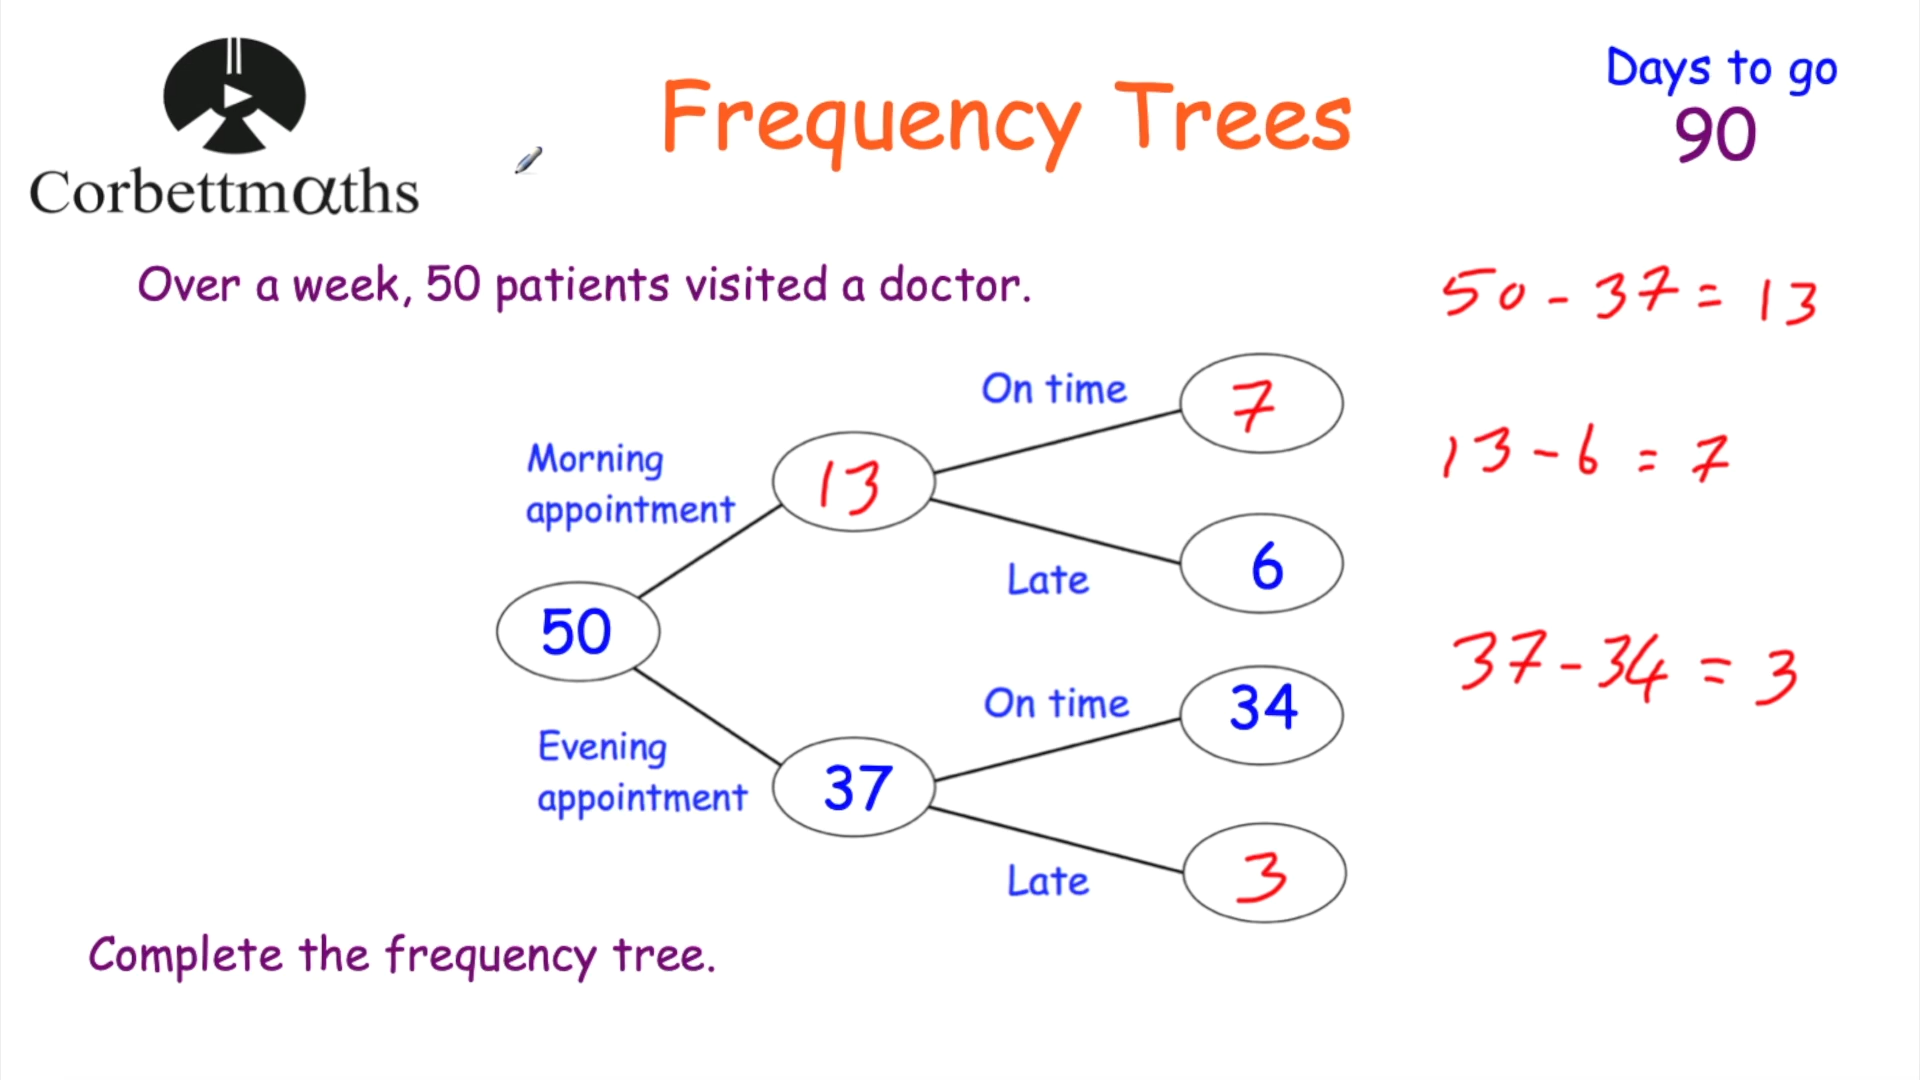 Corbettmαths
Frequency Trees
Days to go
90
Over a week, 50 patients visited a doctor.
50 - 37 = 13
13 - 6 = 7
37 - 34 = 3
Morning
appointment
13
On time
7
Late
6
50
Evening
appointment
37
On time
34
Late
3
Complete the frequency tree.